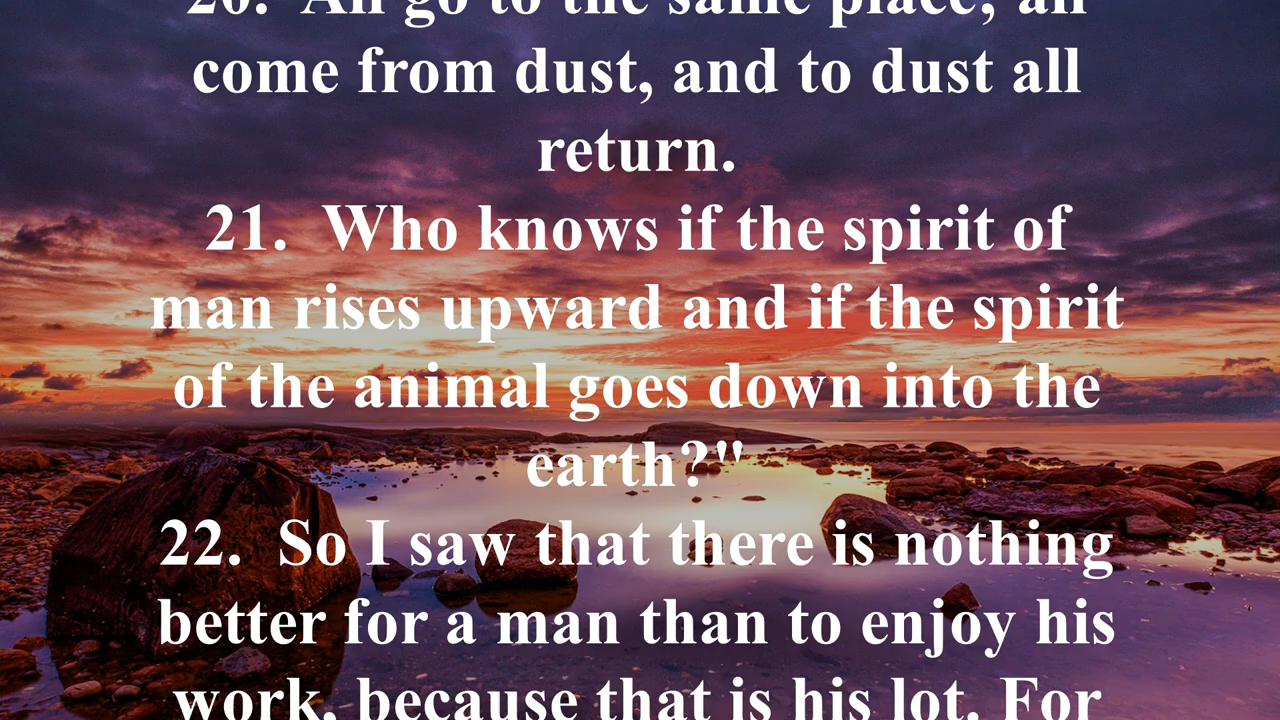 20.  All go to the same place; all
come from dust, and to dust all
return.
21.  Who knows if the spirit of
man rises upward and if the spirit
of the animal goes down into the
earth?"
22.  So I saw that there is nothing
better for a man than to enjoy his
work, because that is his lot. For